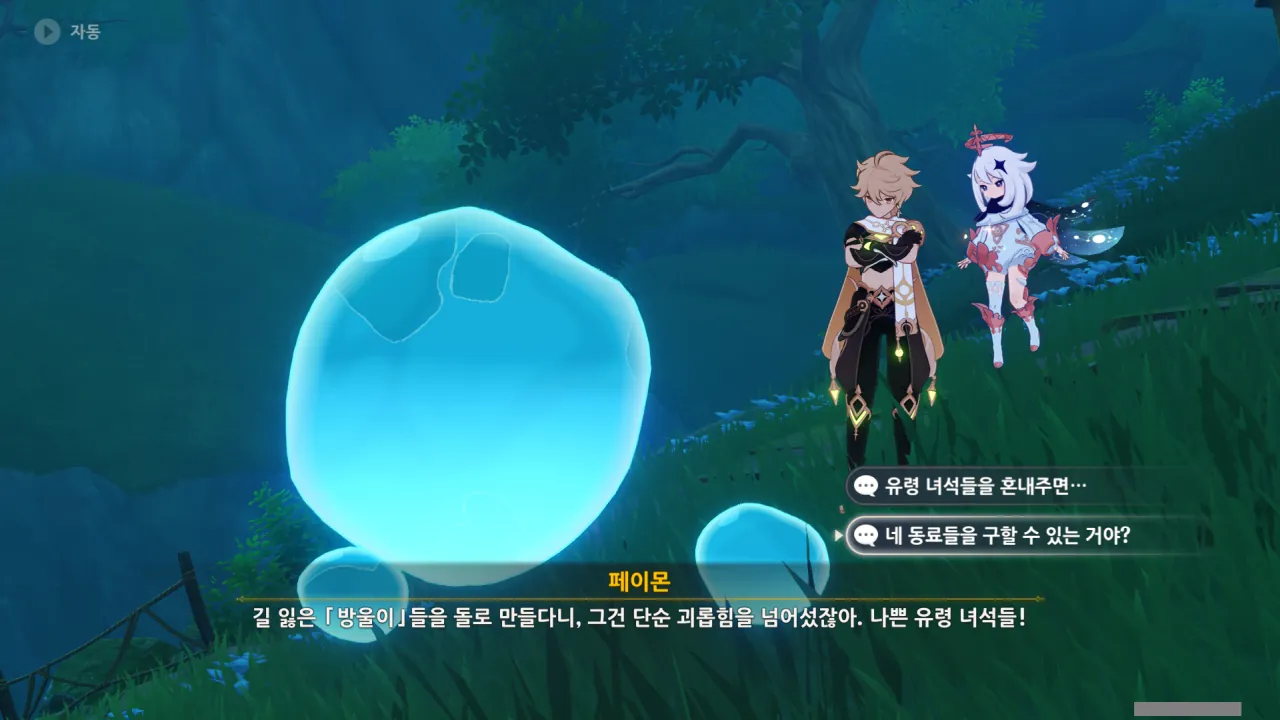 자동
유령 녀석들을 혼내주면…
네 동료들을 구할 수 있는 거야?
페이몬
길 잃은 「방울이」들을 돌로 만들다니, 그건 단순 괴롭힘을 넘어섰잖아. 나쁜 유령 녀석들!